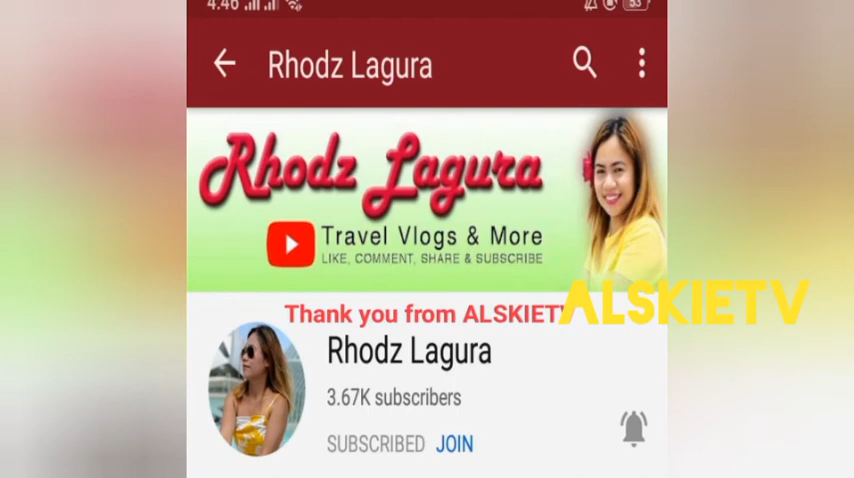 4:46
53
Rhodz Lagura
Rhodz Lagura
Travel Vlogs & More
LIKE, COMMENT, SHARE & SUBSCRIBE
Thank you from ALSKIETV
ALSKIETV
Rhodz Lagura
3.67K subscribers
SUBSCRIBED JOIN